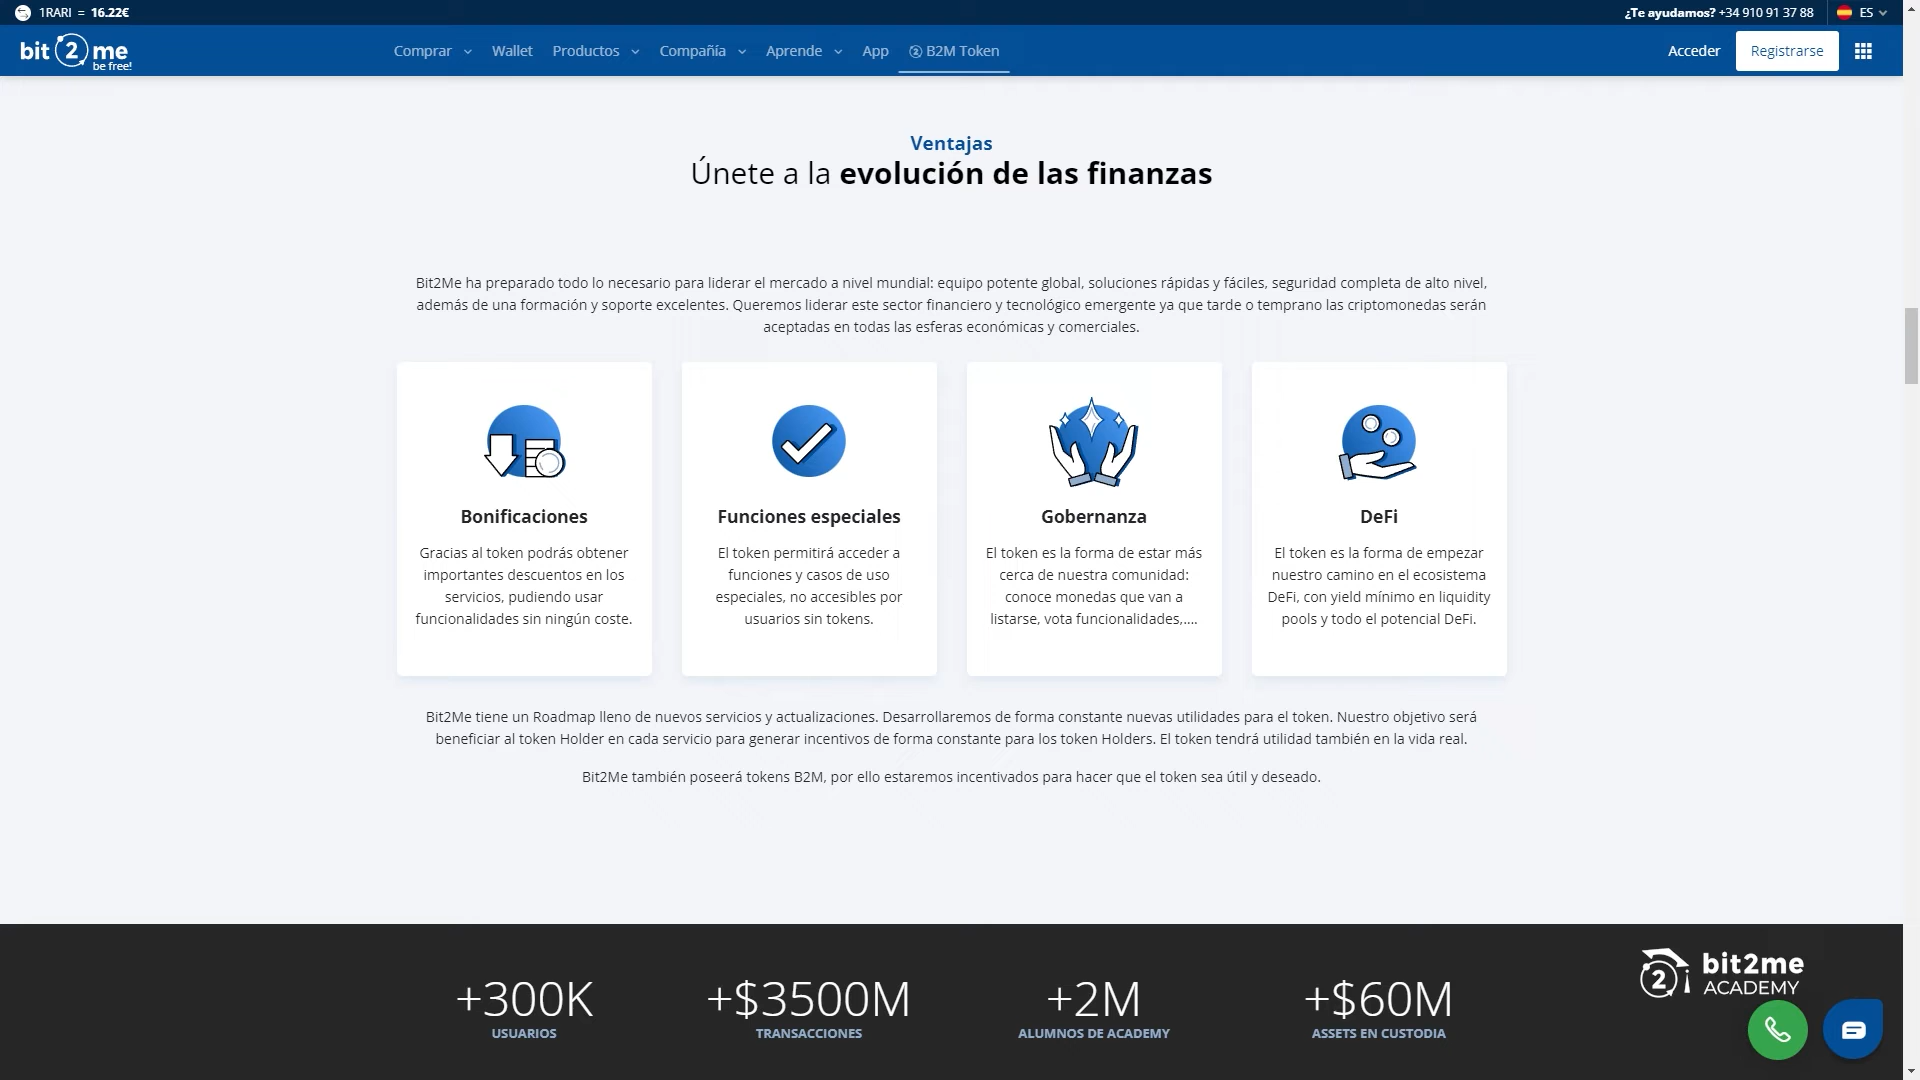 1RARI = 16.22€
¿Te ayudamos? +34 910 91 37 88
ES
bit 2 me
be free!
Comprar
Wallet
Productos
Compañía
Aprende
App
B2M Token
Acceder
Registrarse
Ventajas
Únete a la evolución de las finanzas
Bit2Me ha preparado todo lo necesario para liderar el mercado a nivel mundial: equipo potente global, soluciones rápidas y fáciles, seguridad completa de alto nivel,
además de una formación y soporte excelentes. Queremos liderar este sector financiero y tecnológico emergente ya que tarde o temprano las criptomonedas serán
aceptadas en todas las esferas económicas y comerciales.
Bonificaciones
Gracias al token podrás obtener
importantes descuentos en los
servicios, pudiendo usar
funcionalidades sin ningún coste.
Funciones especiales
El token permitirá acceder a
funciones y casos de uso
especiales, no accesibles por
usuarios sin tokens.
Gobernanza
El token es la forma de estar más
cerca de nuestra comunidad:
conoce monedas que van a
listarse, vota funcionalidades,....
DeFi
El token es la forma de empezar
nuestro camino en el ecosistema
DeFi, con yield mínimo en liquidity
pools y todo el potencial DeFi.
Bit2Me tiene un Roadmap lleno de nuevos servicios y actualizaciones. Desarrollaremos de forma constante nuevas utilidades para el token. Nuestro objetivo será
beneficiar al token Holder en cada servicio para generar incentivos de forma constante para los token Holders. El token tendrá utilidad también en la vida real.
Bit2Me también poseerá tokens B2M, por ello estaremos incentivados para hacer que el token sea útil y deseado.
+300K
USUARIOS
+$3500M
TRANSACCIONES
+2M
ALUMNOS DE ACADEMY
+$60M
ASSETS EN CUSTODIA
2
bit2me
ACADEMY